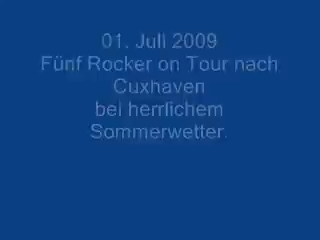 01. Juli 2009
Fünf Rocker on Tour nach
Cuxhaven
bei herrlichem
Sommerwetter.